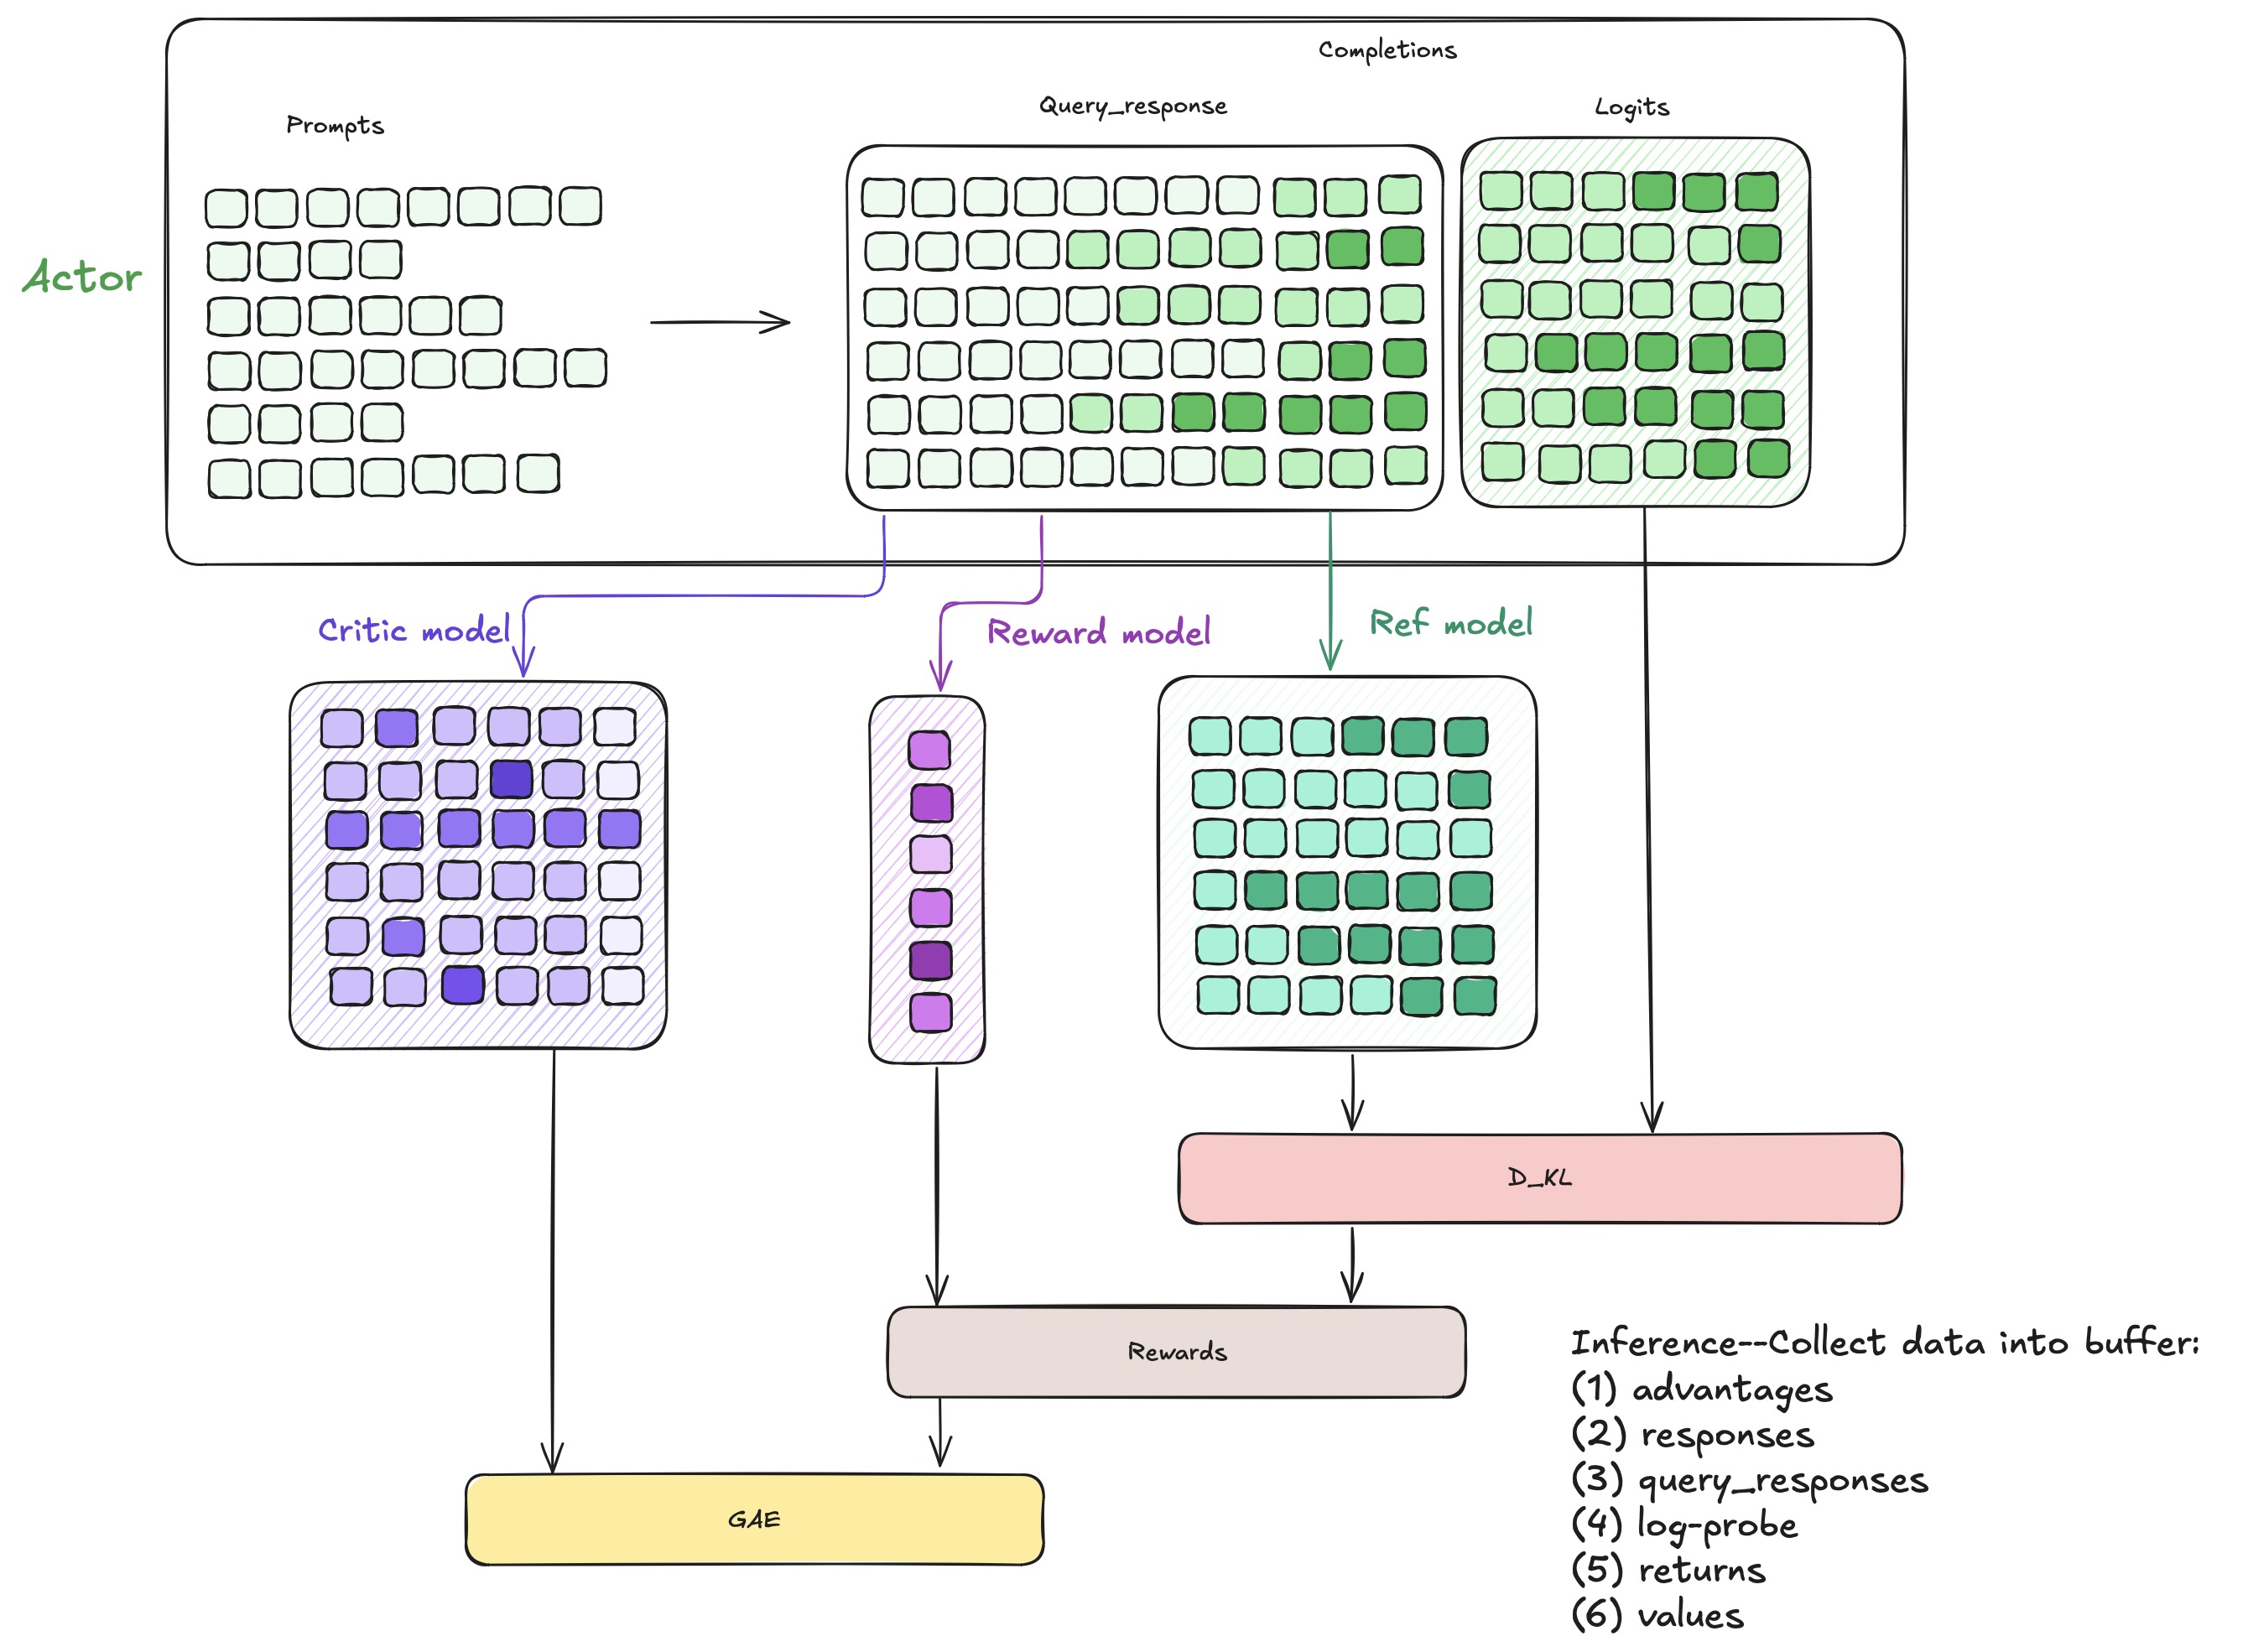 Completions
Prompts
Query_response
Logits
Actor
Critic model
Reward model
Ref model
D_KL
Rewards
GAE
Inference--Collect data into buffer:
(1) advantages
(2) responses
(3) query_responses
(4) log-probe
(5) returns
(6) values